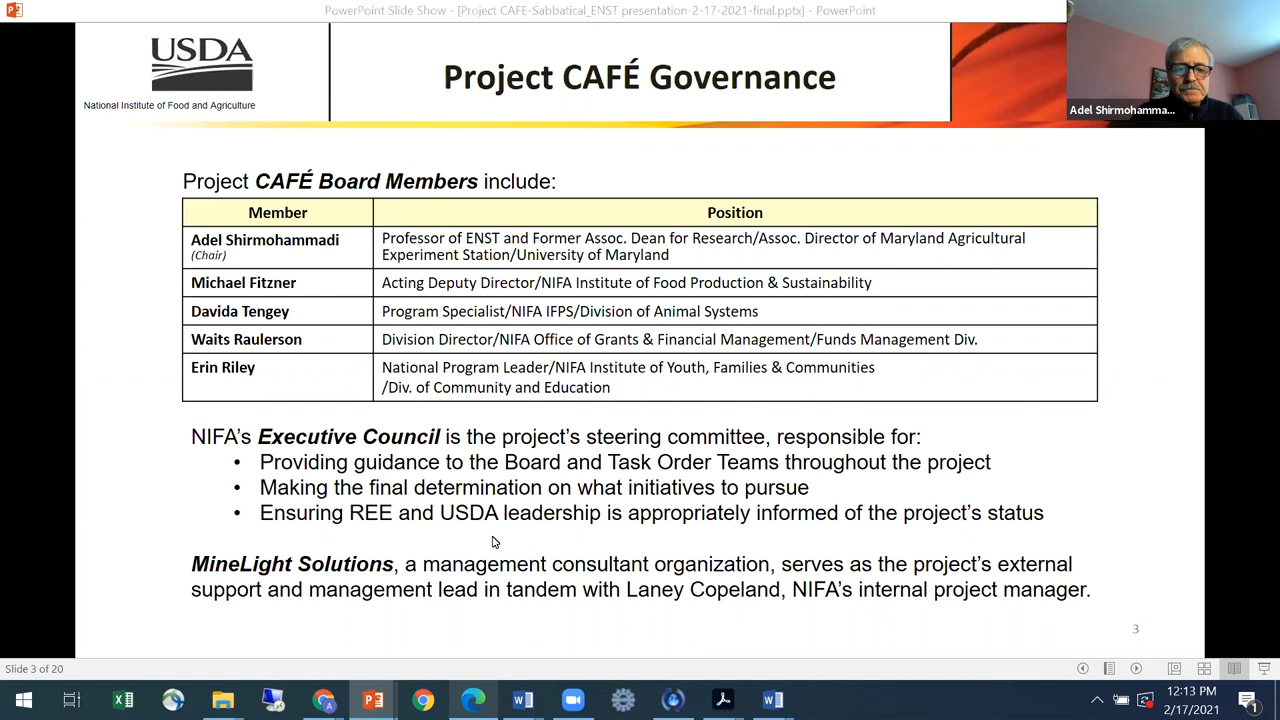 PowerPoint Slide Show - [Project CAFE-Sabbatical_ENST presentation-2-17-2021-final.pptx] - PowerPoint
USDA
National Institute of Food and Agriculture
Project CAFÉ Governance
Adel Shirmohamma...
Project CAFÉ Board Members include:
Member Position
Adel Shirmohammadi
(Chair)
Professor of ENST and Former Assoc. Dean for Research/Assoc. Director of Maryland Agricultural
Experiment Station/University of Maryland
Michael Fitzner Acting Deputy Director/NIFA Institute of Food Production & Sustainability
Davida Tengey Program Specialist/NIFA IFPS/Division of Animal Systems
Waits Raulerson Division Director/NIFA Office of Grants & Financial Management/Funds Management Div.
Erin Riley National Program Leader/NIFA Institute of Youth, Families & Communities
/Div. of Community and Education
NIFA's Executive Council is the project's steering committee, responsible for:
• Providing guidance to the Board and Task Order Teams throughout the project
• Making the final determination on what initiatives to pursue
• Ensuring REE and USDA leadership is appropriately informed of the project's status
MineLight Solutions, a management consultant organization, serves as the project's external
support and management lead in tandem with Laney Copeland, NIFA's internal project manager.
3
Slide 3 of 20
12:13 PM
2/17/2021
1